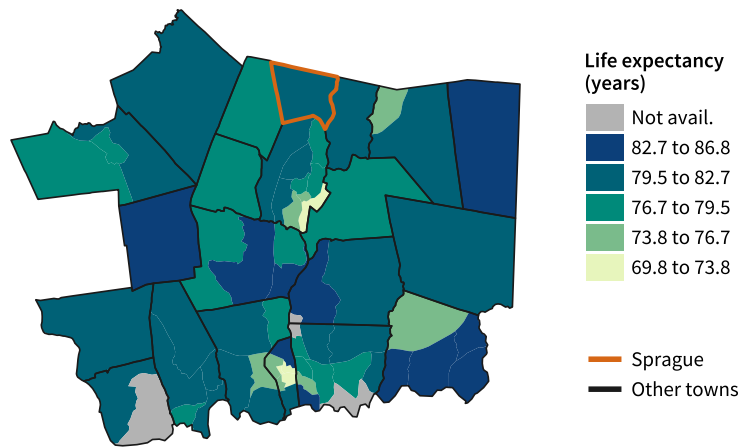 Life expectancy
(years)
Not avail.
82.7 to 86.8
79.5 to 82.7
76.7 to 79.5
73.8 to 76.7
69.8 to 73.8
Sprague
Other towns